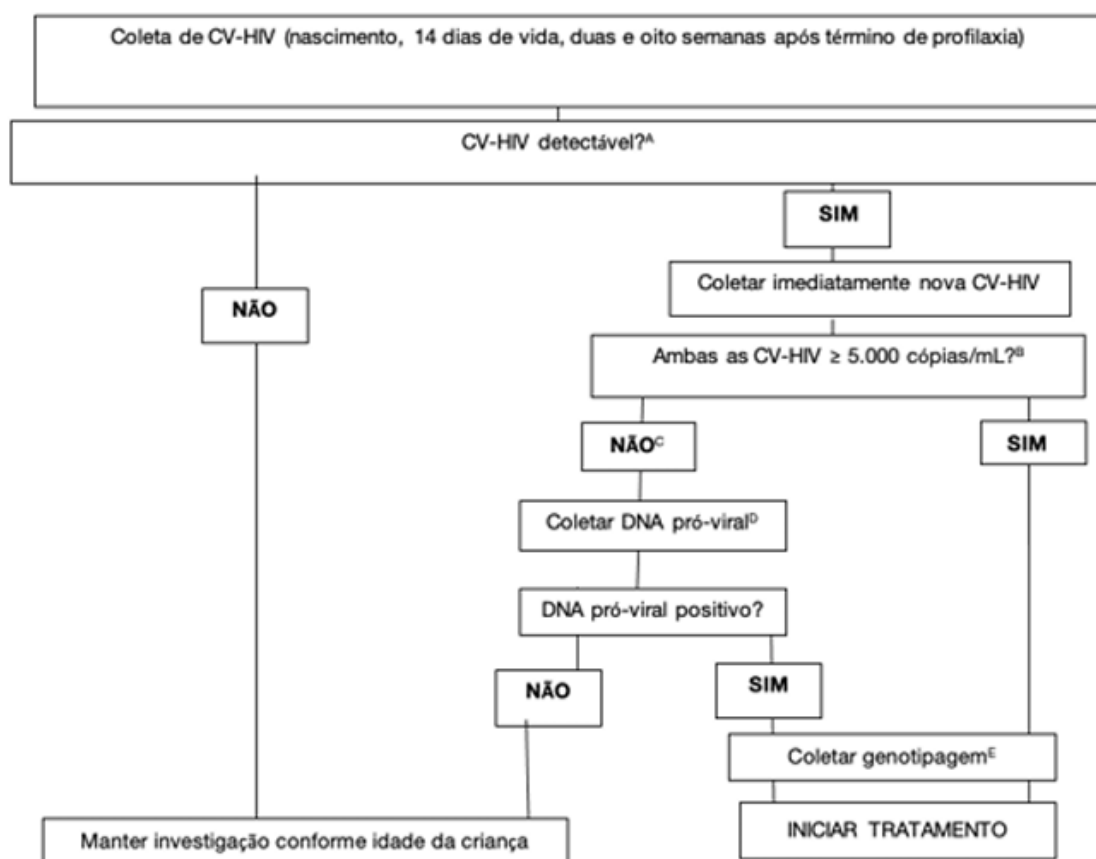 Coleta de CV-HIV (nascimento, 14 dias de vida, duas e oito semanas após término de profilaxia)
CV-HIV detectável?ᴬ
SIM
Coletar imediatamente nova CV-HIV
NÃO
Ambas as CV-HIV ≥ 5.000 cópias/mL?ᴮ
NÃOᶜ
SIM
Coletar DNA pró-viralᴰ
DNA pró-viral positivo?
NÃO
SIM
Coletar genotipagemᴱ
Manter investigação conforme idade da criança
INICIAR TRATAMENTO